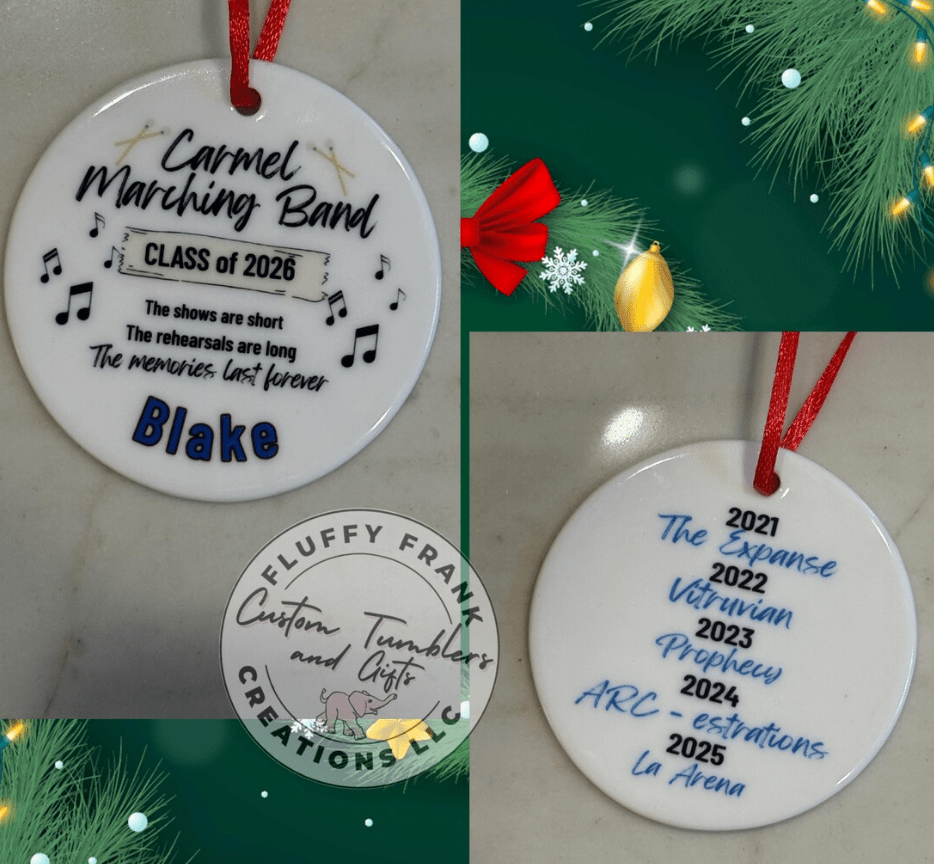 Carmel
Marching Band
CLASS of 2026
The shows are short
The rehearsals are long
The memories last forever
Blake
FLUFFY FRANK
Custom Tumblers
and Gifts
CREATIONS LLC
2021
The Expanse
2022
Vitruvian
2023
Prophecy
2024
ARC - estrations
2025
La Arena